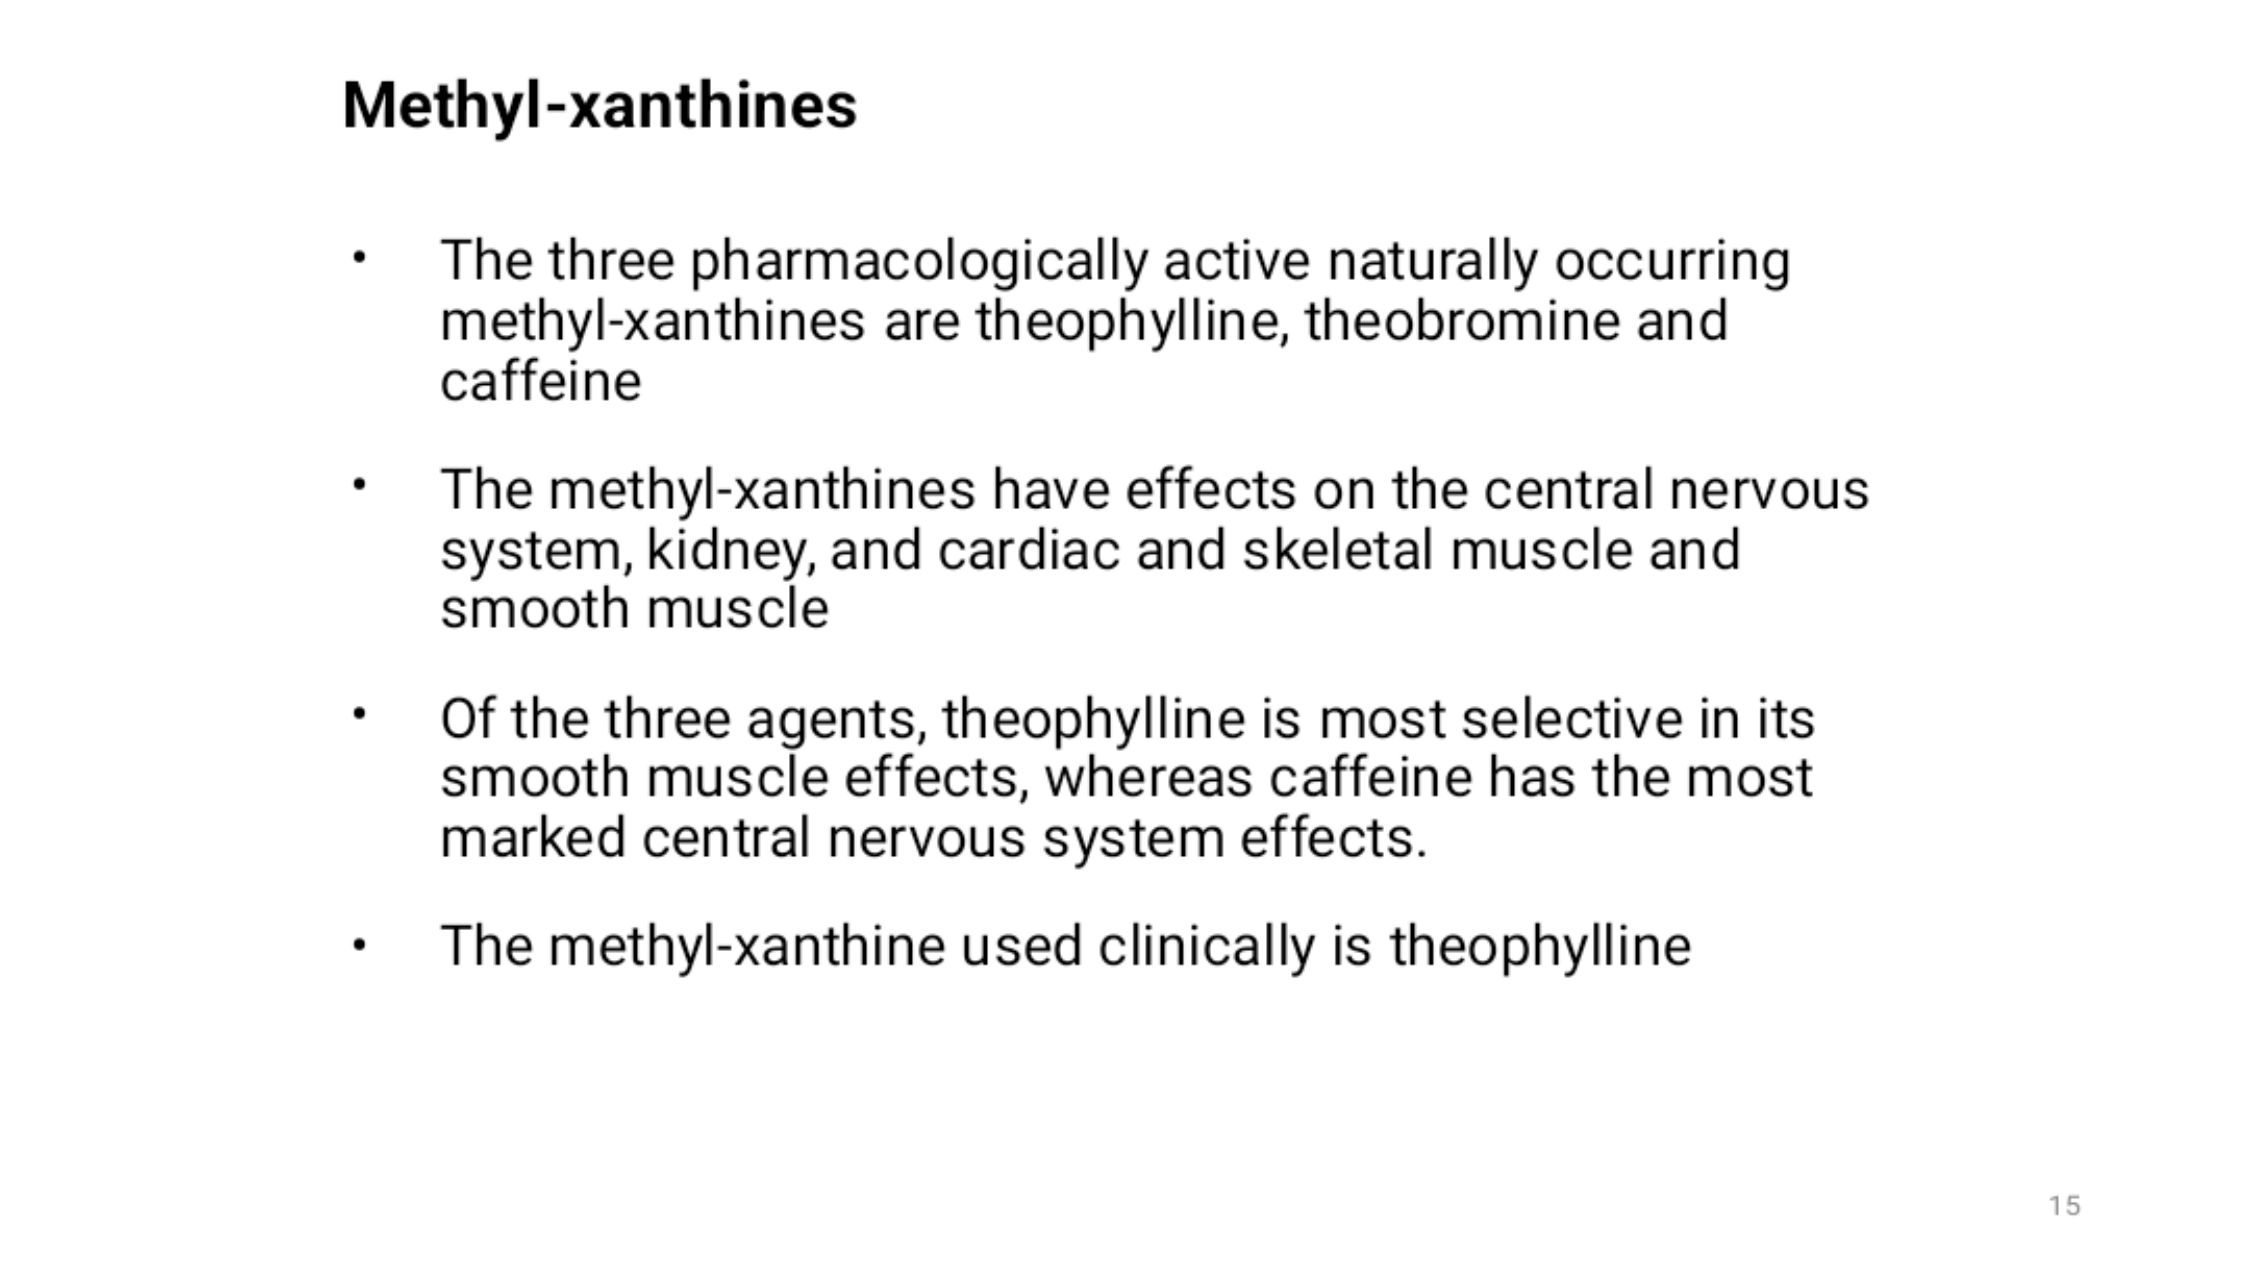 Methyl-xanthines
• The three pharmacologically active naturally occurring
methyl-xanthines are theophylline, theobromine and
caffeine
• The methyl-xanthines have effects on the central nervous
system, kidney, and cardiac and skeletal muscle and
smooth muscle
• Of the three agents, theophylline is most selective in its
smooth muscle effects, whereas caffeine has the most
marked central nervous system effects.
• The methyl-xanthine used clinically is theophylline
15